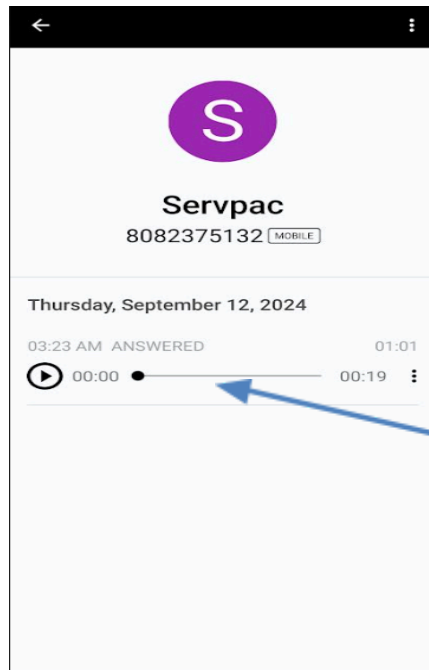 S
Servpac
8082375132 MOBILE
Thursday, September 12, 2024
03:23 AM ANSWERED 01:01
00:00 00:19